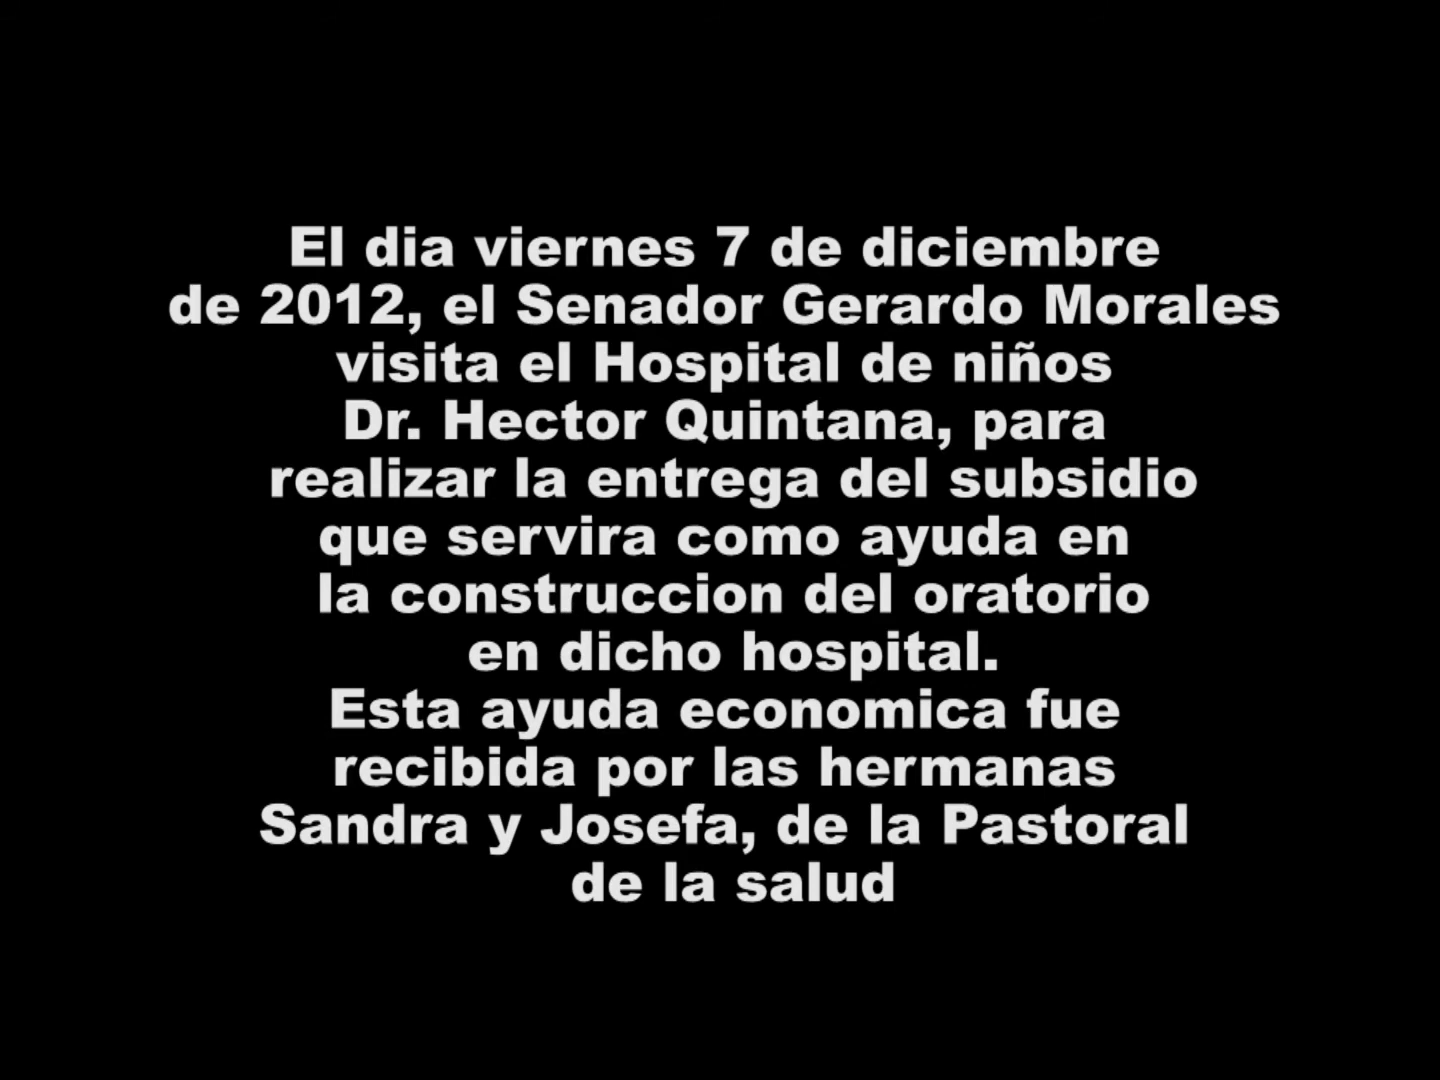 El dia viernes 7 de diciembre
de 2012, el Senador Gerardo Morales
visita el Hospital de niños
Dr. Hector Quintana, para
realizar la entrega del subsidio
que servira como ayuda en
la construccion del oratorio
en dicho hospital.
Esta ayuda economica fue
recibida por las hermanas
Sandra y Josefa, de la Pastoral
de la salud